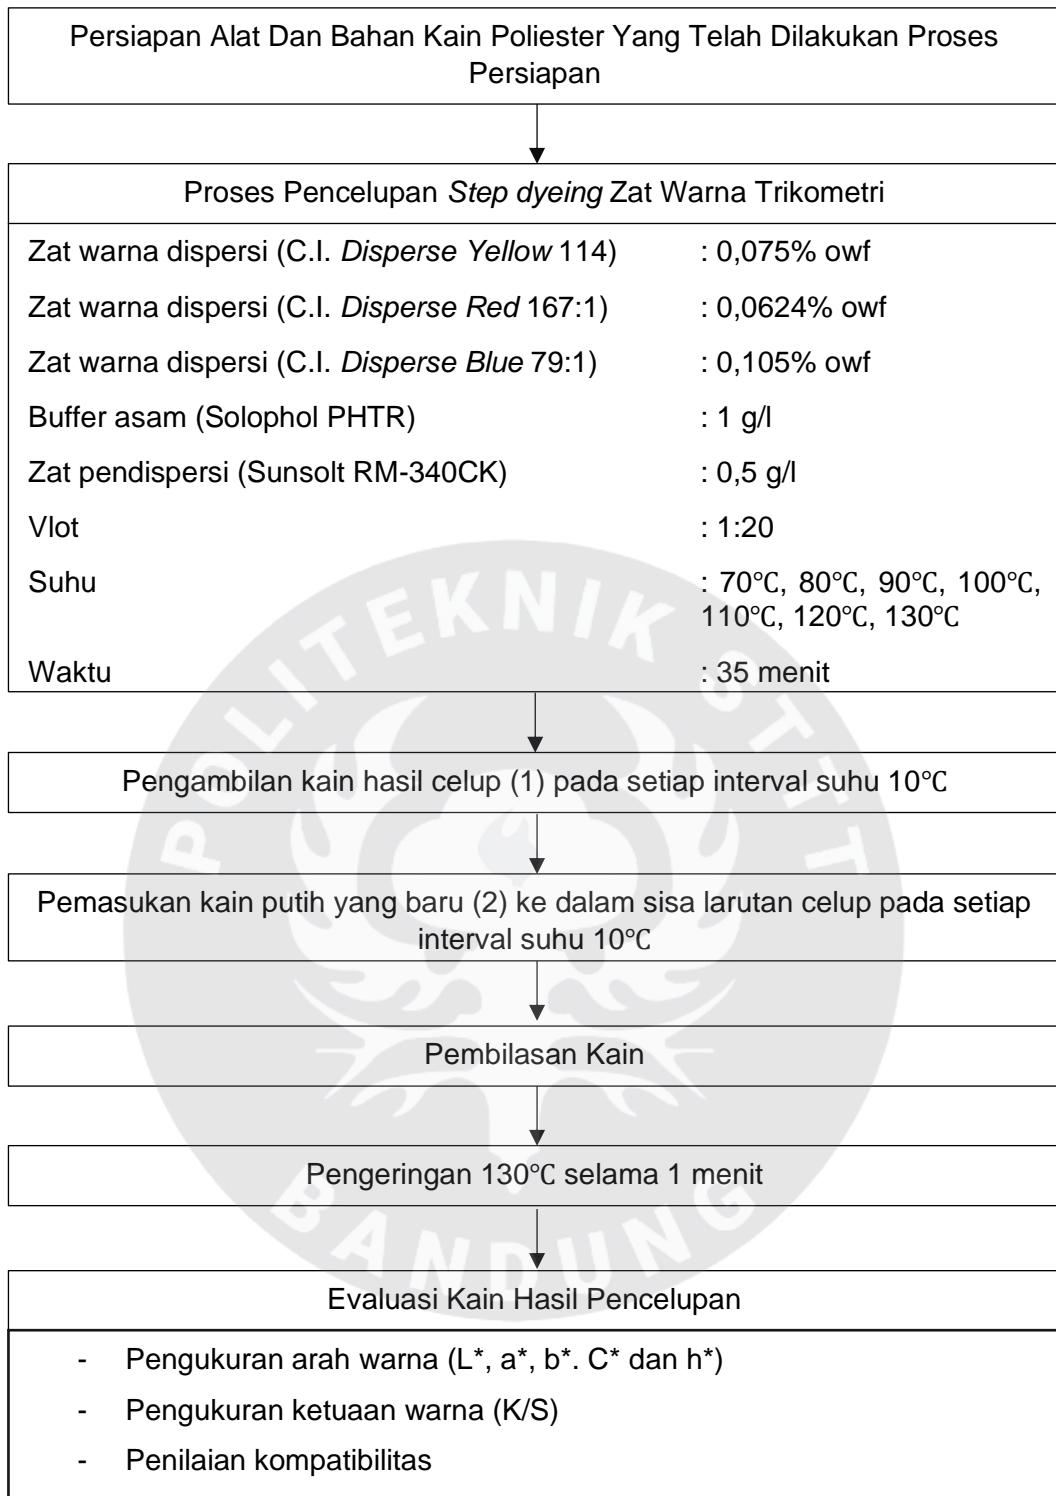 Persiapan Alat Dan Bahan Kain Poliester Yang Telah Dilakukan Proses
Persiapan
Proses Pencelupan Step dyeing Zat Warna Trikometri
Zat warna dispersi (C.I. Disperse Yellow 114) : 0,075% owf
Zat warna dispersi (C.I. Disperse Red 167:1) : 0,0624% owf
Zat warna dispersi (C.I. Disperse Blue 79:1) : 0,105% owf
Buffer asam (Solophol PHTR) : 1 g/l
Zat pendispersi (Sunsolt RM-340CK) : 0,5 g/l
Vlot : 1:20
Suhu : 70℃, 80℃, 90℃, 100℃,
110℃, 120℃, 130℃
Waktu : 35 menit
Pengambilan kain hasil celup (1) pada setiap interval suhu 10℃
Pemasukan kain putih yang baru (2) ke dalam sisa larutan celup pada setiap
interval suhu 10℃
Pembilasan Kain
Pengeringan 130℃ selama 1 menit
Evaluasi Kain Hasil Pencelupan
- Pengukuran arah warna (L*, a*, b*. C* dan h*)
- Pengukuran ketuaan warna (K/S)
- Penilaian kompatibilitas
POLITEKNIK STTT
BANDUNG